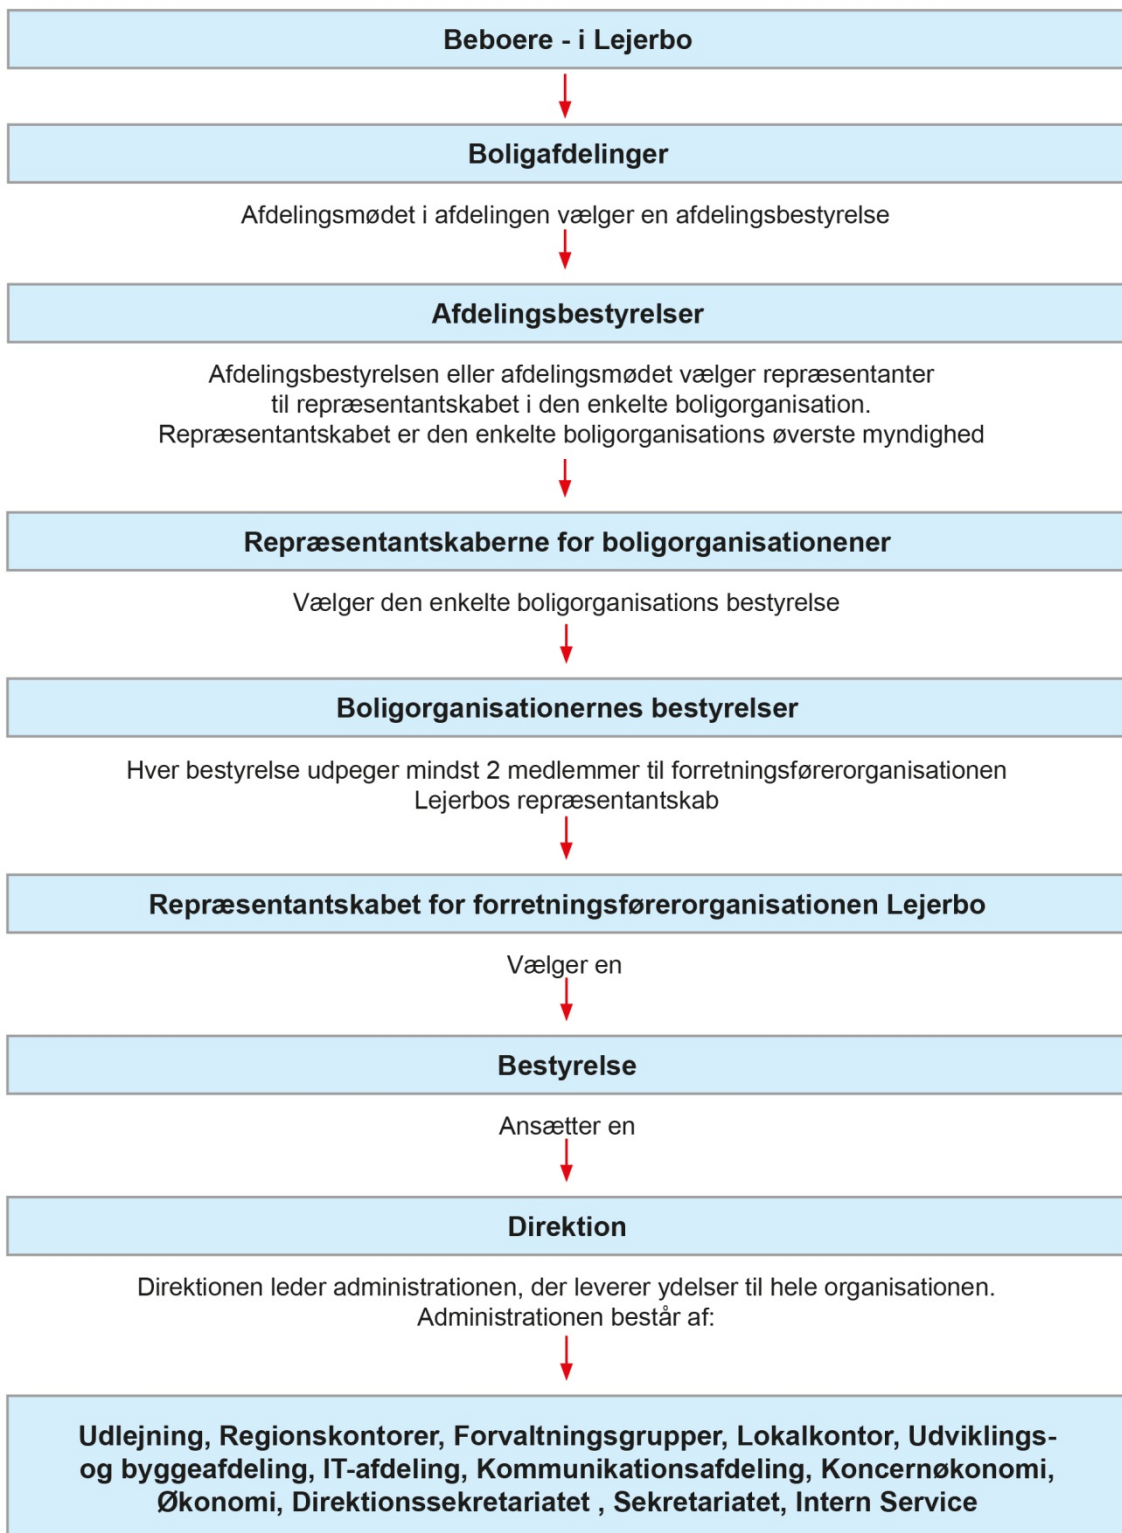 Beboere - i Lejerbo
Boligafdelinger
Afdelingsmødet i afdelingen vælger en afdelingsbestyrelse
Afdelingsbestyrelser
Afdelingsbestyrelsen eller afdelingsmødet vælger repræsentanter
til repræsentantskabet i den enkelte boligorganisation.
Repræsentantskabet er den enkelte boligorganisations øverste myndighed
Repræsentantskaberne for boligorganisationener
Vælger den enkelte boligorganisations bestyrelse
Boligorganisationernes bestyrelser
Hver bestyrelse udpeger mindst 2 medlemmer til forretningsførerorganisationen
Lejerbos repræsentantskab
Repræsentantskabet for forretningsførerorganisationen Lejerbo
Vælger en
Bestyrelse
Ansætter en
Direktion
Direktionen leder administrationen, der leverer ydelser til hele organisationen.
Administrationen består af:
Udlejning, Regionskontorer, Forvaltningsgrupper, Lokalkontor, Udviklings-
og byggeafdeling, IT-afdeling, Kommunikationsafdeling, Koncernøkonomi,
Økonomi, Direktionssekretariatet , Sekretariatet, Intern Service